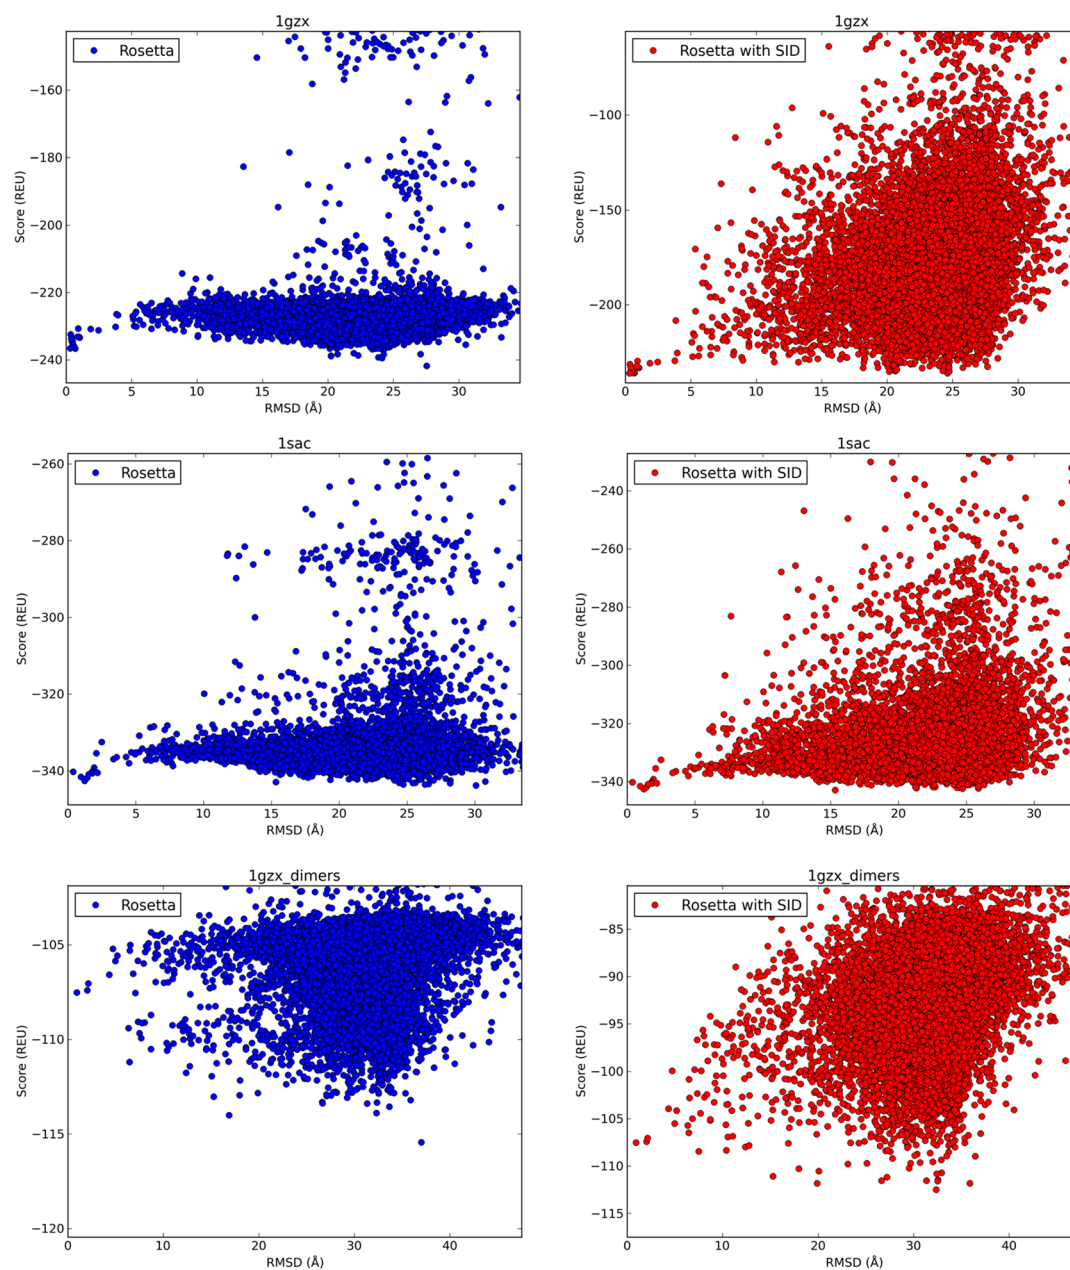 1gzx
Rosetta
−160
−180
−200
−220
−240
Score (REU)
0 5 10 15 20 25 30
RMSD (Å)
1gzx
Rosetta with SID
−100
−150
−200
Score (REU)
0 5 10 15 20 25 30
RMSD (Å)
1sac
Rosetta
−260
−280
−300
−320
−340
Score (REU)
0 5 10 15 20 25 30
RMSD (Å)
1sac
Rosetta with SID
−240
−260
−280
−300
−320
−340
Score (REU)
0 5 10 15 20 25 30
RMSD (Å)
1gzx_dimers
Rosetta
−105
−110
−115
−120
Score (REU)
0 10 20 30 40
RMSD (Å)
1gzx_dimers
Rosetta with SID
−85
−90
−95
−100
−105
−110
−115
Score (REU)
0 10 20 30 40
RMSD (Å)